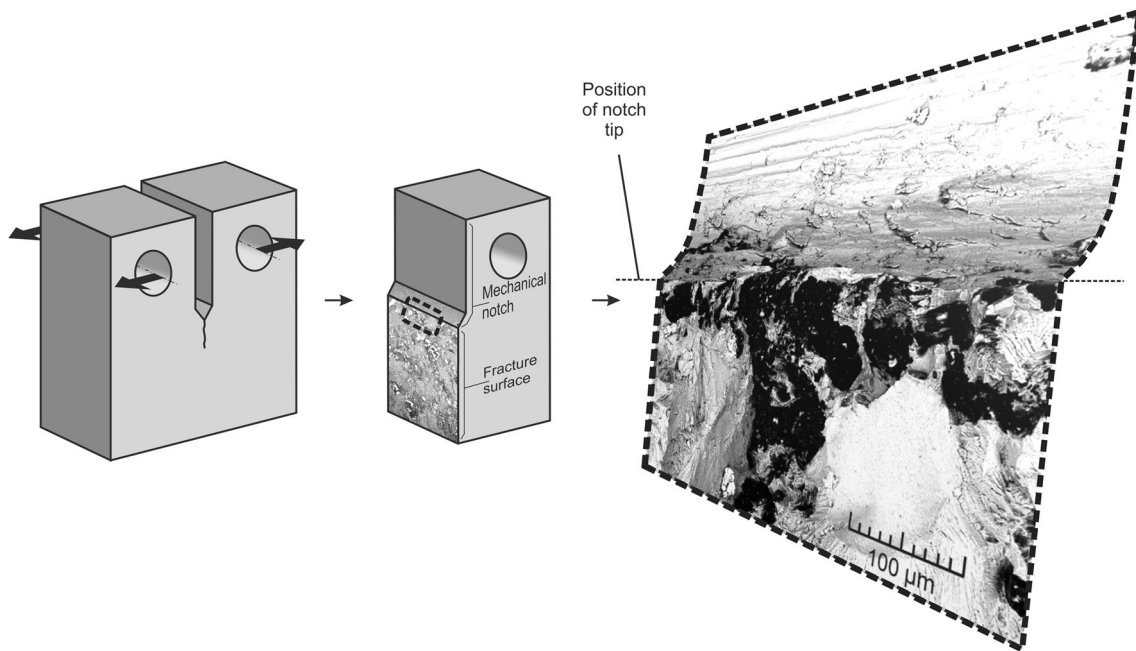 Position
of notch
tip
Mechanical
notch
Fracture
surface
100 µm